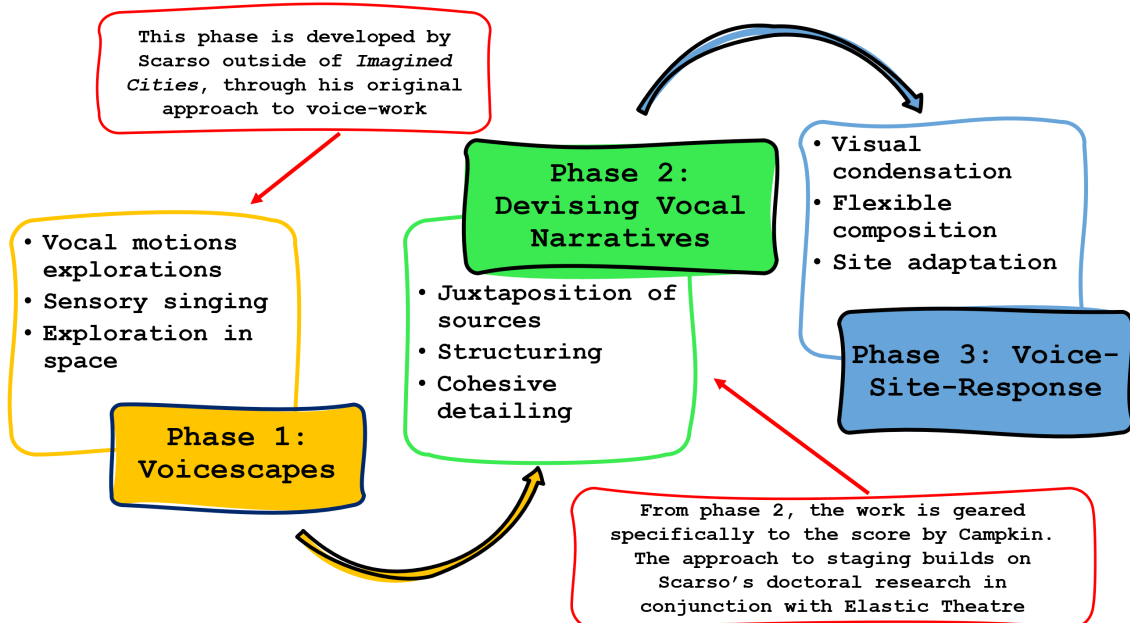 This phase is developed by
Scarso outside of Imagined
Cities, through his original
approach to voice-work
• Vocal motions
explorations
• Sensory singing
• Exploration in
space
Phase 1:
Voicescapes
Phase 2:
Devising Vocal
Narratives
• Juxtaposition of
sources
• Structuring
• Cohesive
detailing
• Visual
condensation
• Flexible
composition
• Site adaptation
Phase 3: Voice-
Site-Response
From phase 2, the work is geared
specifically to the score by Campkin.
The approach to staging builds on
Scarso’s doctoral research in
conjunction with Elastic Theatre